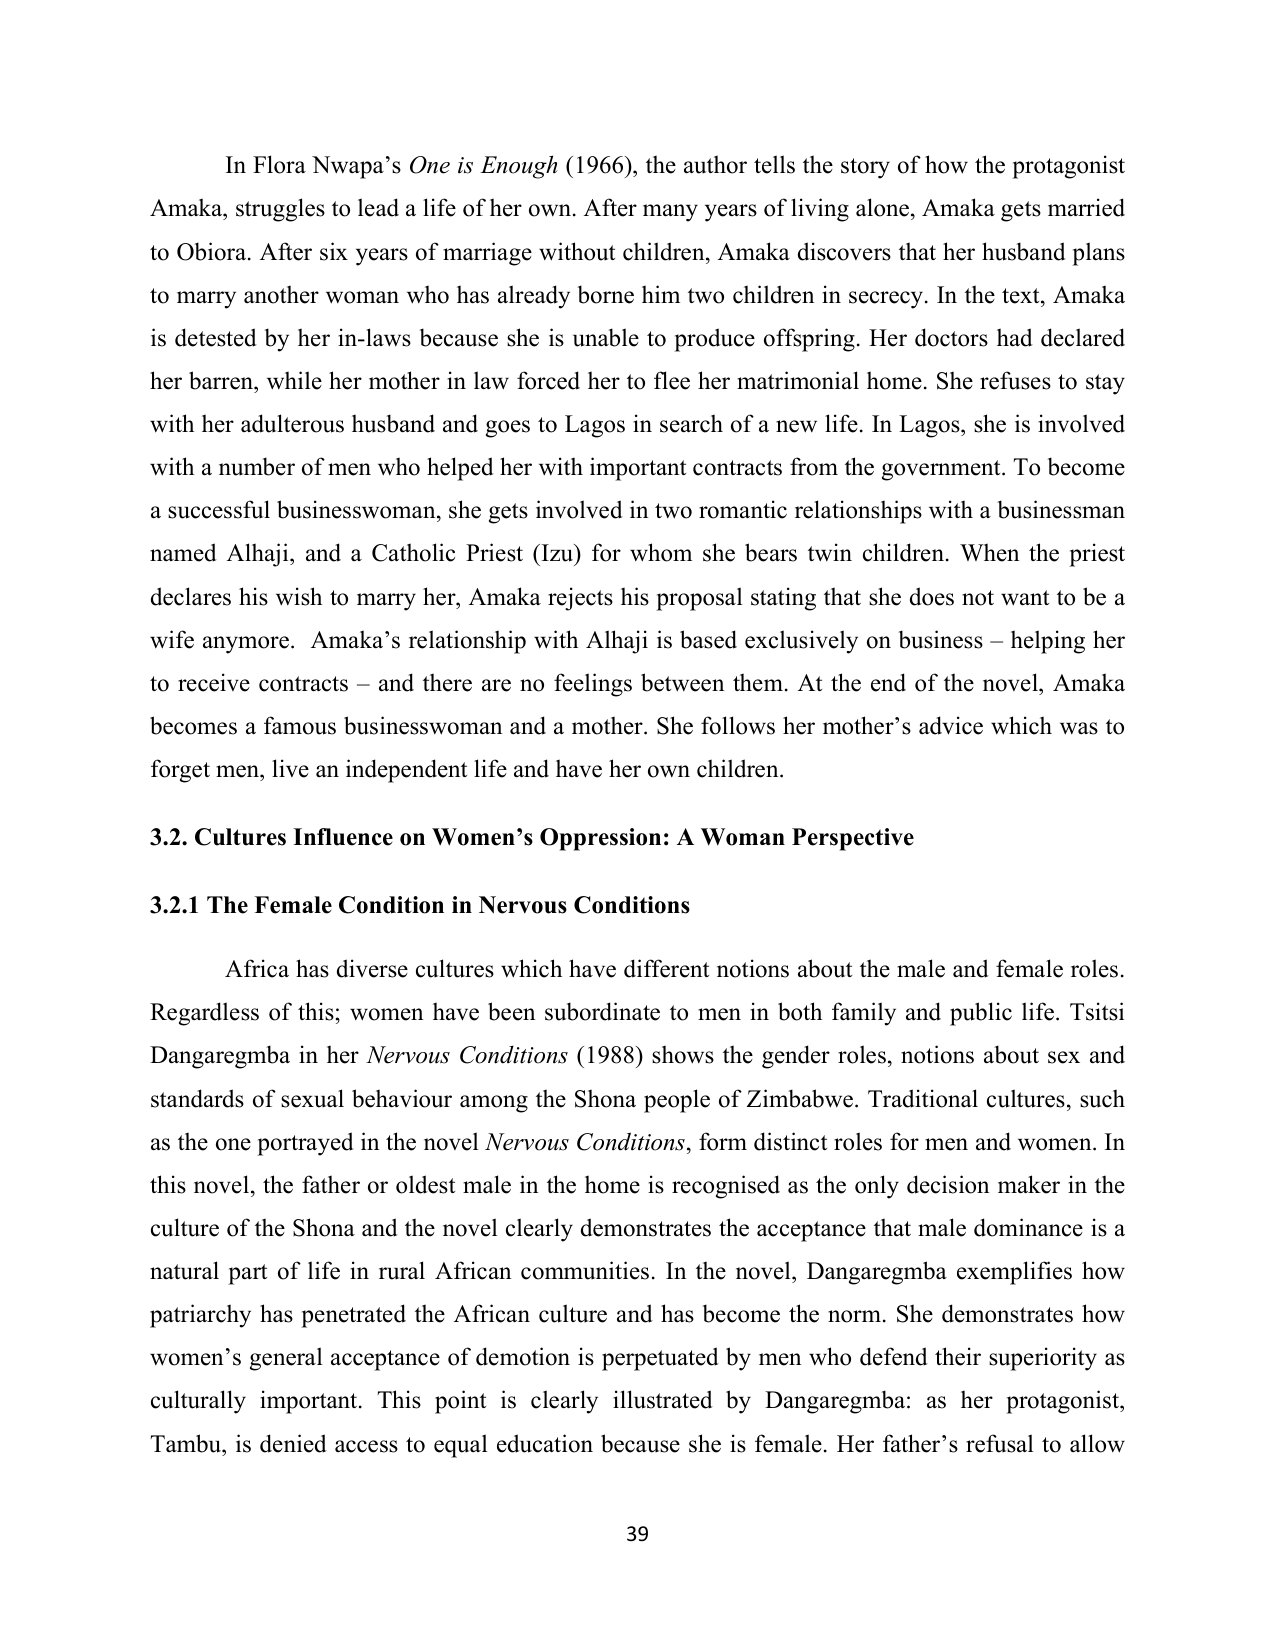 In Flora Nwapa’s One is Enough (1966), the author tells the story of how the protagonist
Amaka, struggles to lead a life of her own. After many years of living alone, Amaka gets married
to Obiora. After six years of marriage without children, Amaka discovers that her husband plans
to marry another woman who has already borne him two children in secrecy. In the text, Amaka
is detested by her in-laws because she is unable to produce offspring. Her doctors had declared
her barren, while her mother in law forced her to flee her matrimonial home. She refuses to stay
with her adulterous husband and goes to Lagos in search of a new life. In Lagos, she is involved
with a number of men who helped her with important contracts from the government. To become
a successful businesswoman, she gets involved in two romantic relationships with a businessman
named Alhaji, and a Catholic Priest (Izu) for whom she bears twin children. When the priest
declares his wish to marry her, Amaka rejects his proposal stating that she does not want to be a
wife anymore.  Amaka’s relationship with Alhaji is based exclusively on business – helping her
to receive contracts – and there are no feelings between them. At the end of the novel, Amaka
becomes a famous businesswoman and a mother. She follows her mother’s advice which was to
forget men, live an independent life and have her own children.
3.2. Cultures Influence on Women’s Oppression: A Woman Perspective
3.2.1 The Female Condition in Nervous Conditions
Africa has diverse cultures which have different notions about the male and female roles.
Regardless of this; women have been subordinate to men in both family and public life. Tsitsi
Dangaregmba in her Nervous Conditions (1988) shows the gender roles, notions about sex and
standards of sexual behaviour among the Shona people of Zimbabwe. Traditional cultures, such
as the one portrayed in the novel Nervous Conditions, form distinct roles for men and women. In
this novel, the father or oldest male in the home is recognised as the only decision maker in the
culture of the Shona and the novel clearly demonstrates the acceptance that male dominance is a
natural part of life in rural African communities. In the novel, Dangaregmba exemplifies how
patriarchy has penetrated the African culture and has become the norm. She demonstrates how
women’s general acceptance of demotion is perpetuated by men who defend their superiority as
culturally important. This point is clearly illustrated by Dangaregmba: as her protagonist,
Tambu, is denied access to equal education because she is female. Her father’s refusal to allow
39